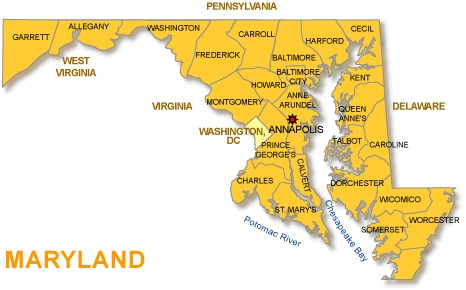 PENNSYLVANIA
GARRETT
ALLEGANY
WASHINGTON
CARROLL
HARFORD
CECIL
FREDERICK
BALTIMORE
WEST
VIRGINIA
BALTIMORE
CITY
KENT
HOWARD
VIRGINIA
MONTGOMERY
ANNE
ARUNDEL
QUEEN
ANNE'S
DELAWARE
WASHINGTON,
DC
ANNAPOLIS
TALBOT
CAROLINE
PRINCE
GEORGE'S
CALVERT
CHARLES
DORCHESTER
WICOMICO
ST MARY'S
WORCESTER
SOMERSET
Potomac River
Chesapeake Bay
MARYLAND